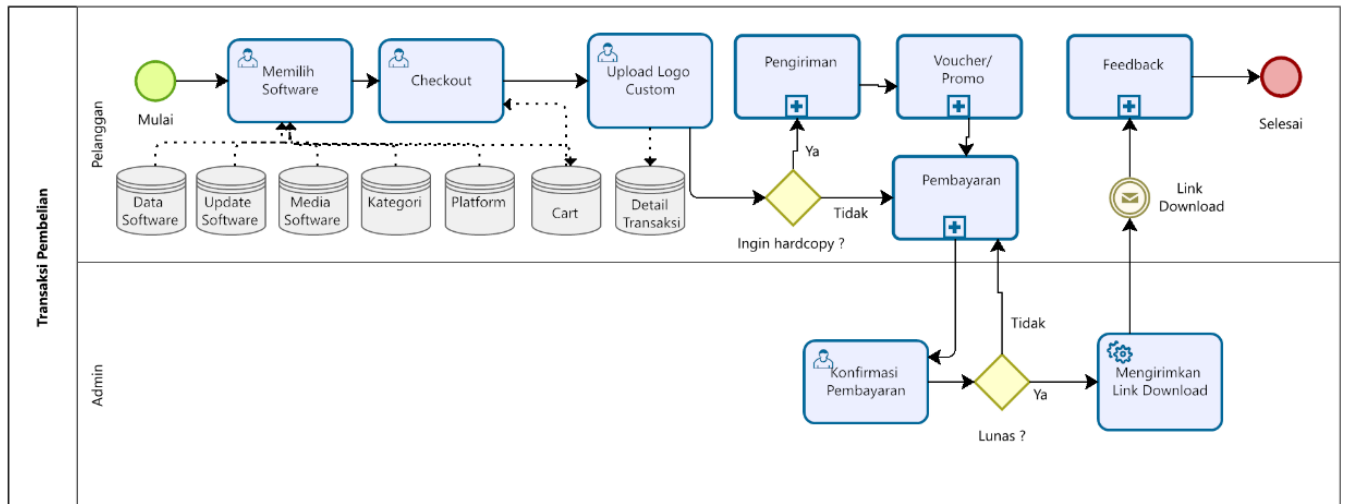 Transaksi Pembelian
Pelanggan
Mulai
Memilih
Software
Checkout
Upload Logo
Custom
Pengiriman
Voucher/
Promo
Feedback
Selesai
Data
Software
Update
Software
Media
Software
Kategori
Platform
Cart
Detail
Transaksi
Ya
Tidak
Ingin hardcopy ?
Pembayaran
Link
Download
Admin
Konfirmasi
Pembayaran
Tidak
Ya
Lunas ?
Mengirimkan
Link Download